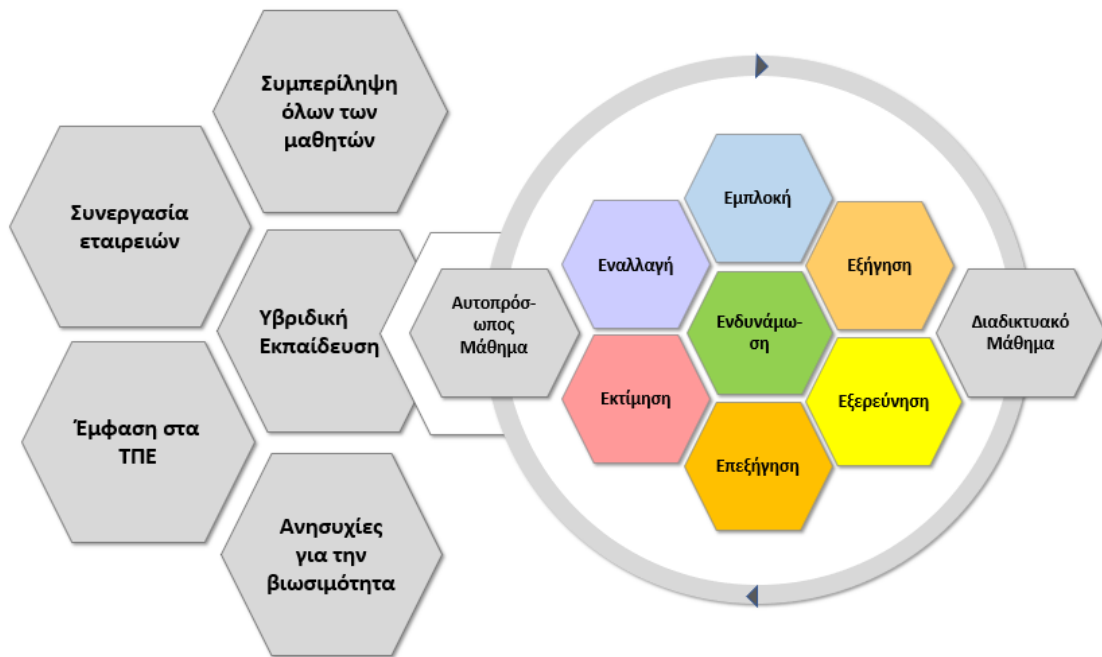 Συμπερίληψη
όλων των
μαθητών
Συνεργασία
εταιρειών
Υβριδική
Εκπαίδευση
Έμφαση στα
ΤΠΕ
Ανησυχίες
για την
βιωσιμότητα
Αυτοπρόσ-
ωπος
Μάθημα
Εμπλοκή
Εναλλαγή
Εξήγηση
Ενδυνάμω-
ση
Εκτίμηση
Εξερεύνηση
Επεξήγηση
Διαδικτυακό
Μάθημα